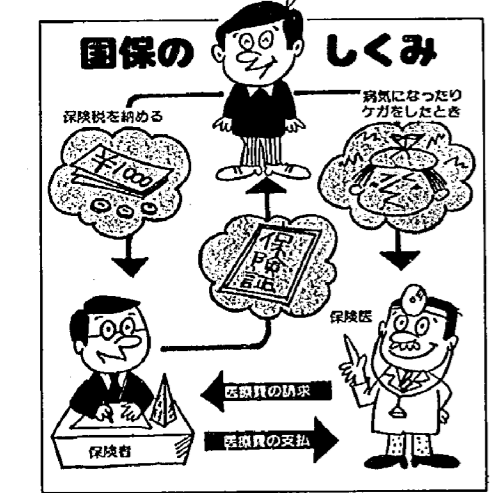 国保の しくみ
保険税を納める
病気になったり
ケガをしたとき
¥1000
保険証
保険医
医療費の請求
医療費の支払
保険者